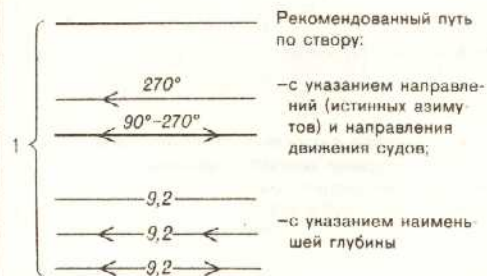 Рекомендованный путь
по створу:
270°
–с указанием направле-
ний (истинных азиму-
тов) и направления
движения судов;
90°–270°
1
9,2
–с указанием наимень-
шей глубины
9,2
9,2